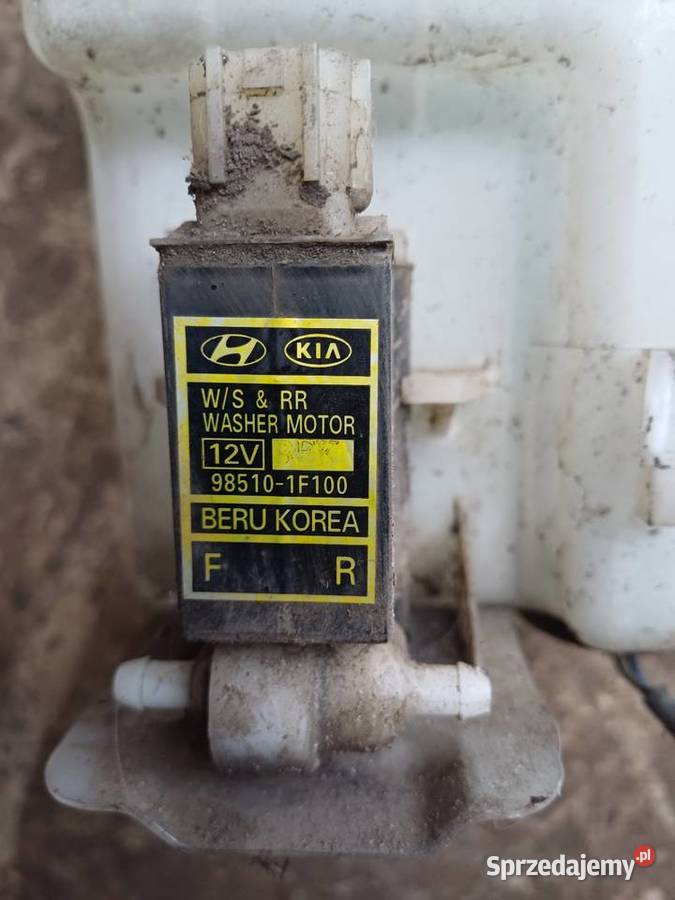 KIA
W/S & RR
WASHER MOTOR
12V
98510-1F100
BERU KOREA
F R
Sprzedajemy.pl